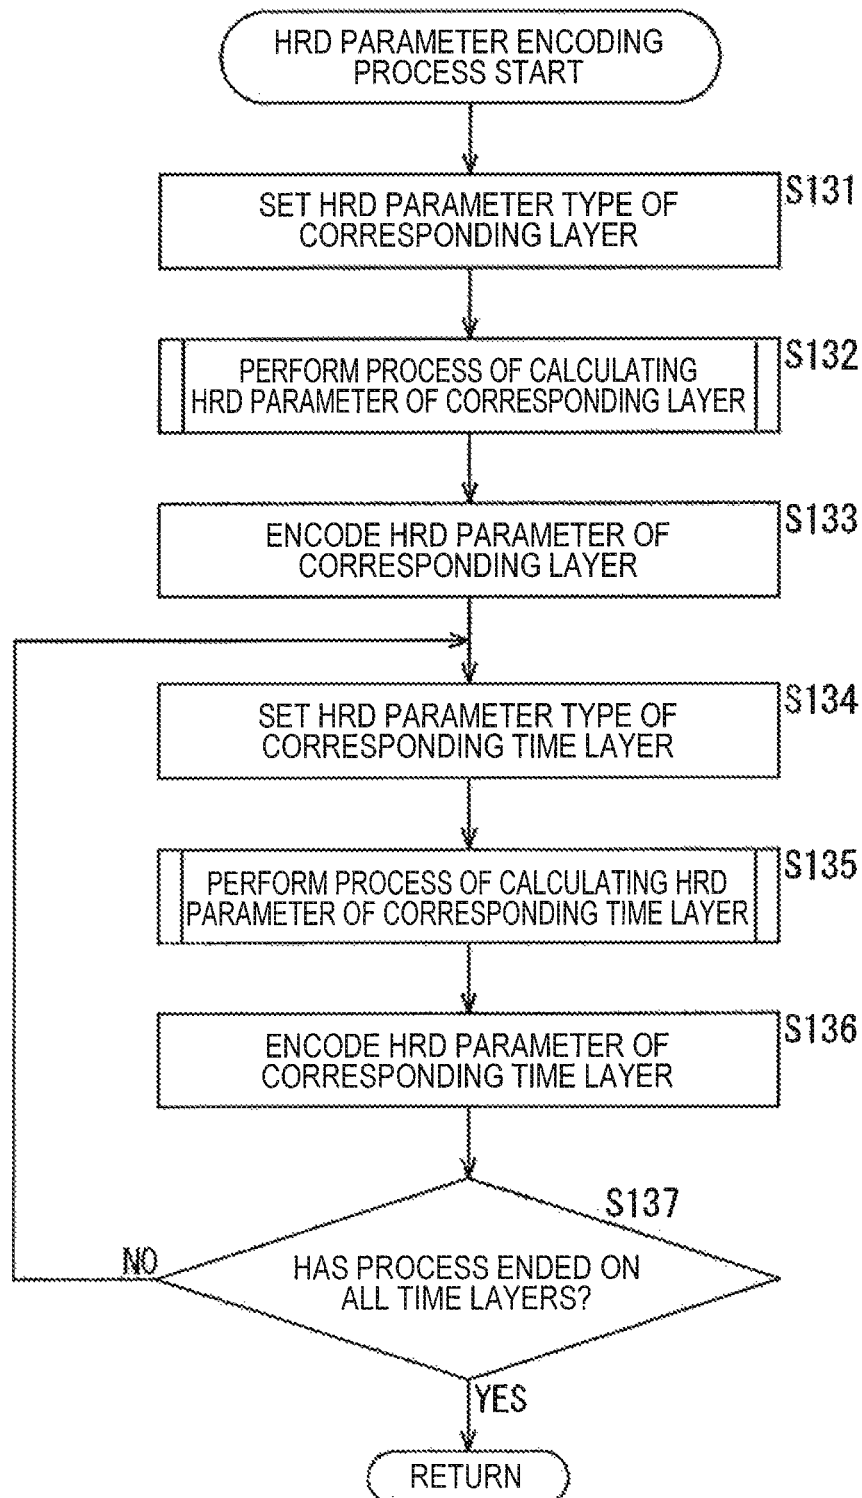 HRD PARAMETER ENCODING
PROCESS START
S131
SET HRD PARAMETER TYPE OF
CORRESPONDING LAYER
S132
PERFORM PROCESS OF CALCULATING
HRD PARAMETER OF CORRESPONDING LAYER
S133
ENCODE HRD PARAMETER OF
CORRESPONDING LAYER
S134
SET HRD PARAMETER TYPE OF
CORRESPONDING TIME LAYER
S135
PERFORM PROCESS OF CALCULATING HRD
PARAMETER OF CORRESPONDING TIME LAYER
S136
ENCODE HRD PARAMETER OF
CORRESPONDING TIME LAYER
S137
NO
HAS PROCESS ENDED ON
ALL TIME LAYERS?
YES
RETURN